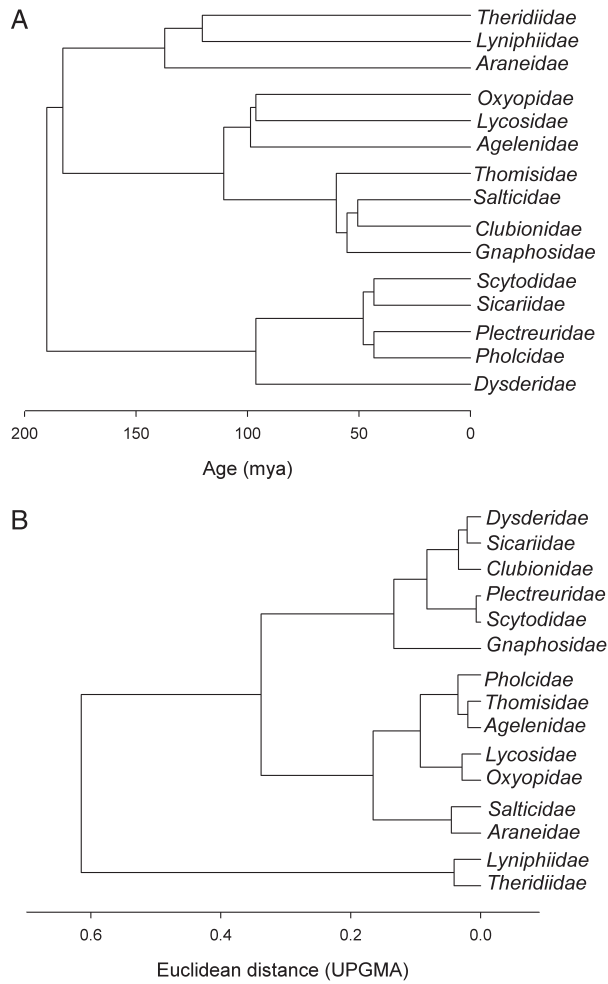 A
Theridiidae
Lyniphiidae
Araneidae
Oxyopidae
Lycosidae
Agelenidae
Thomisidae
Salticidae
Clubionidae
Gnaphosidae
Scytodidae
Sicariidae
Plectreuridae
Pholcidae
Dysderidae
200 150 100 50 0
Age (mya)
B
Dysderidae
Sicariidae
Clubionidae
Plectreuridae
Scytodidae
Gnaphosidae
Pholcidae
Thomisidae
Agelenidae
Lycosidae
Oxyopidae
Salticidae
Araneidae
Lyniphiidae
Theridiidae
0.6 0.4 0.2 0.0
Euclidean distance (UPGMA)